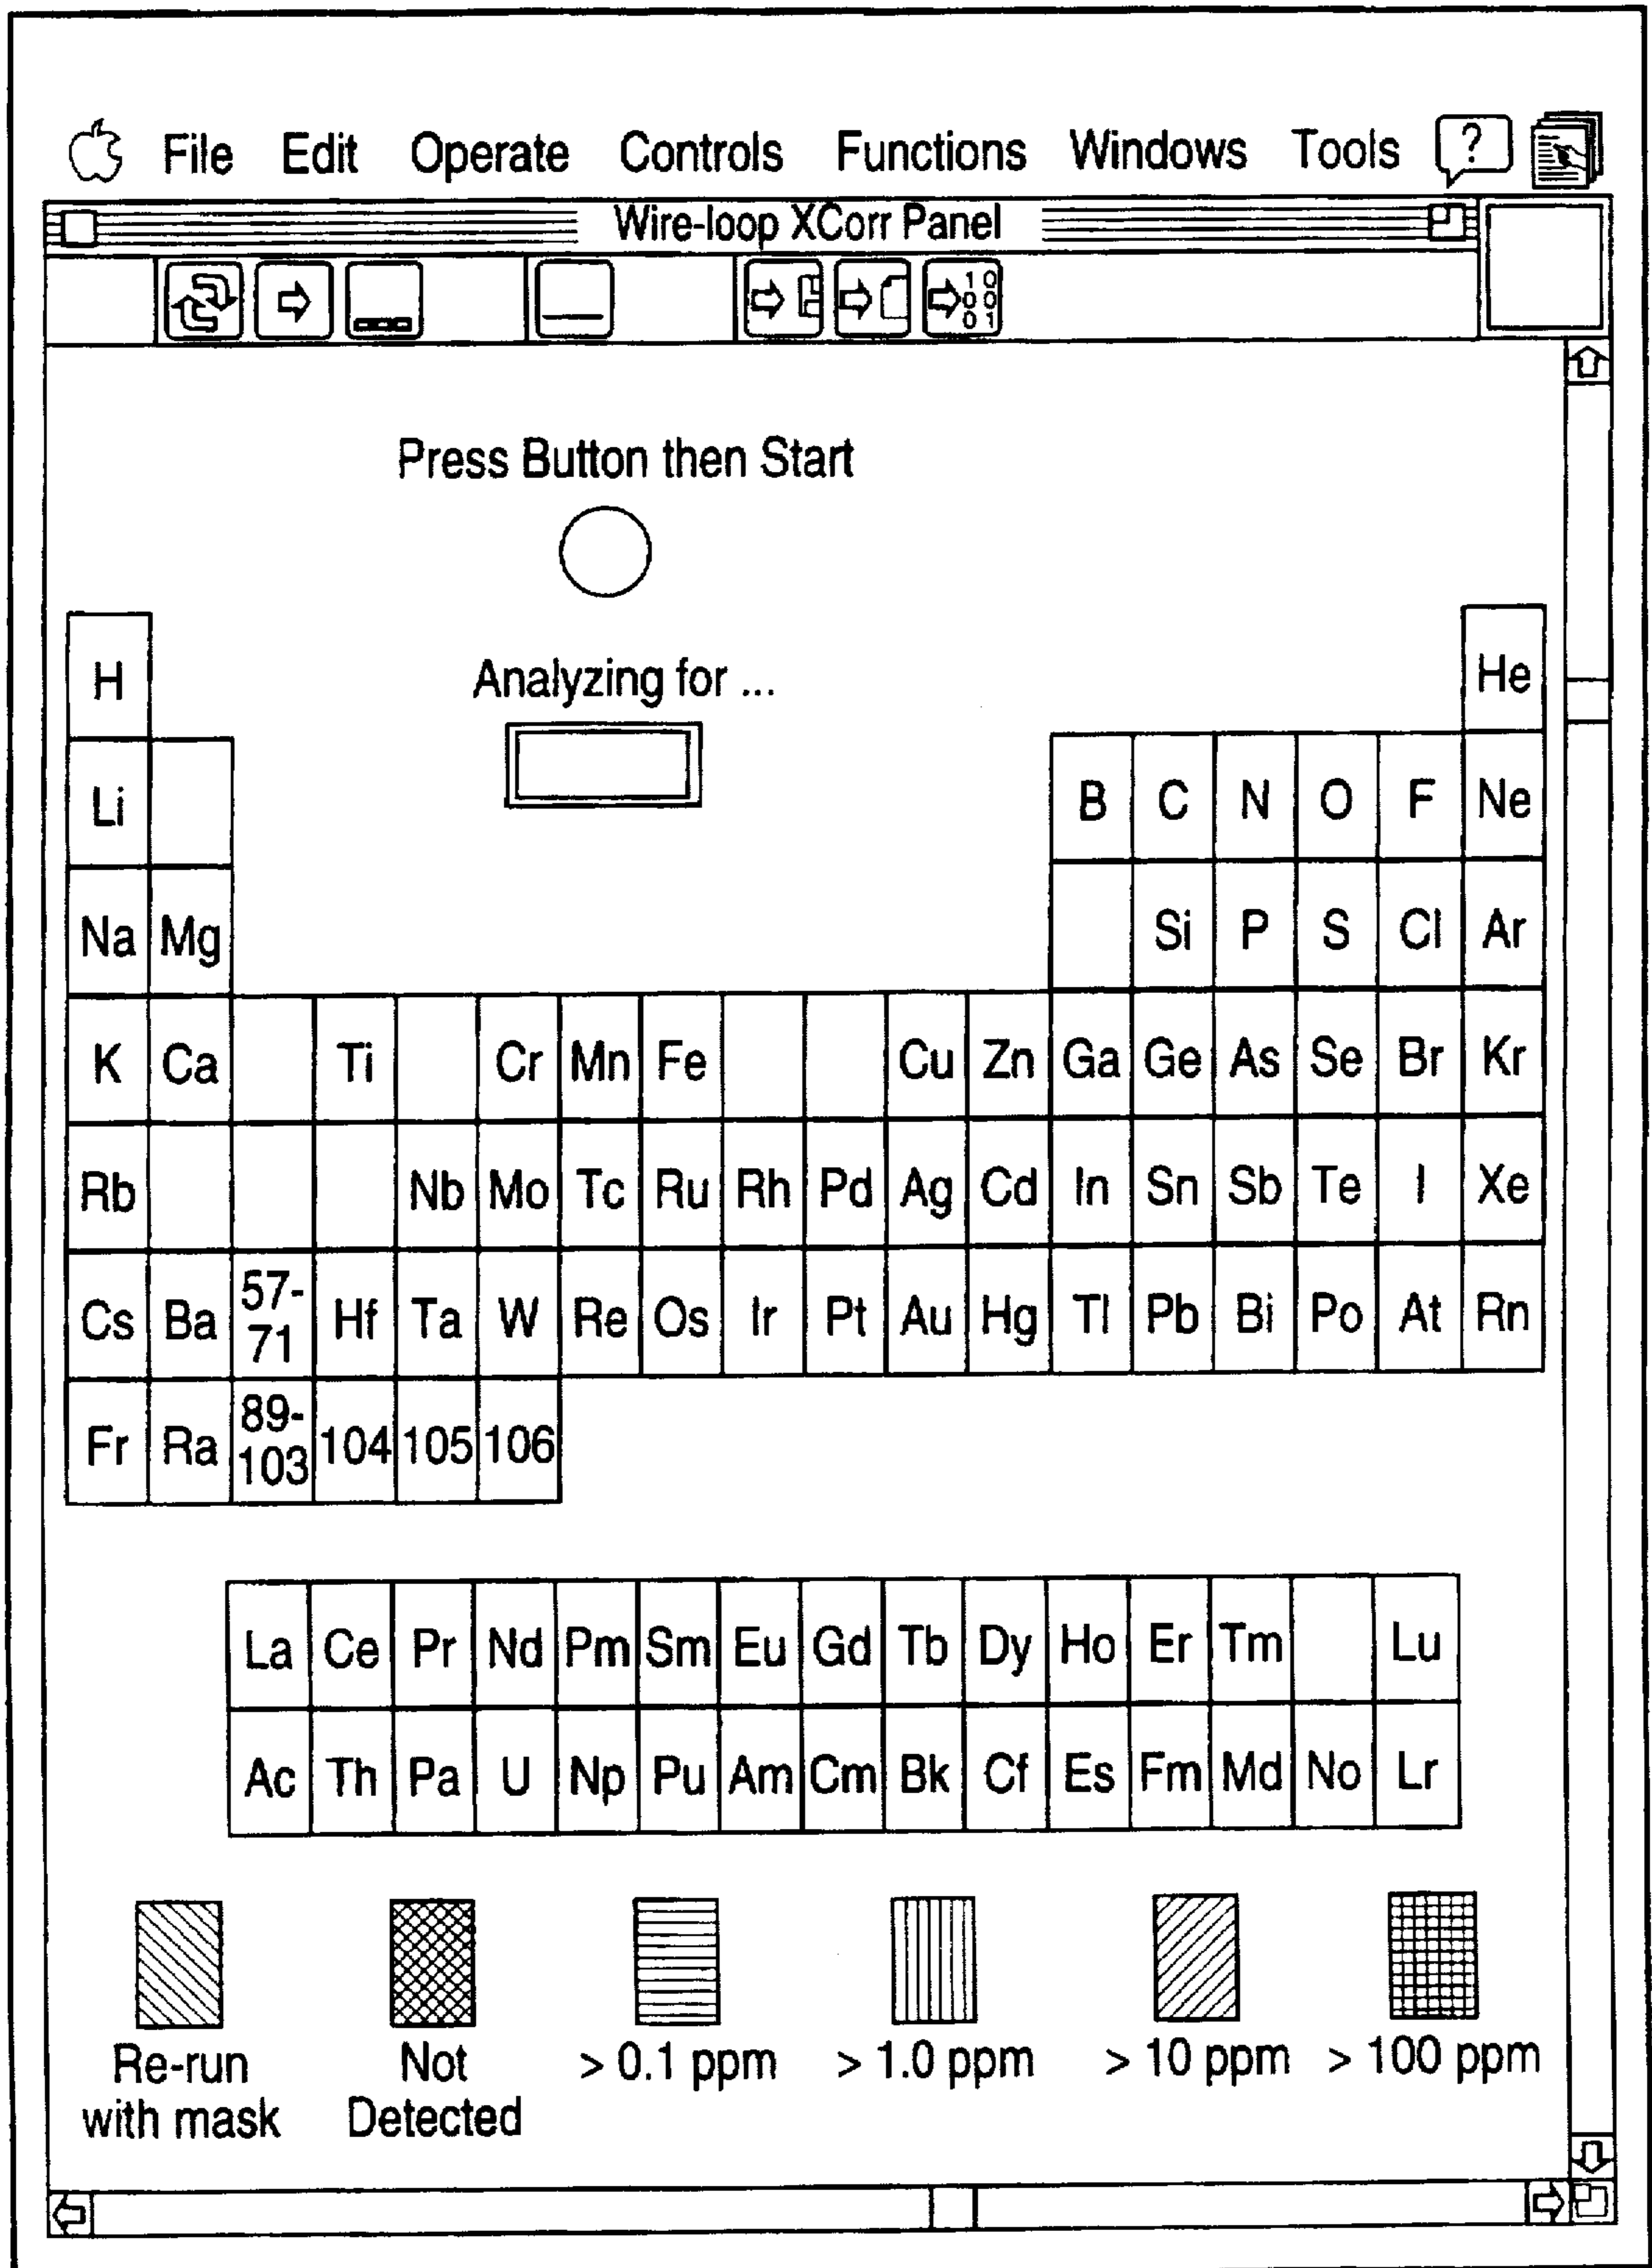 File Edit Operate Controls Functions Windows Tools ?
Wire-loop XCorr Panel
1 0
0 0
0 1
Press Button then Start
H He
Analyzing for ...
Li B C N O F Ne
Na Mg Si P S Cl Ar
K Ca Ti Cr Mn Fe Cu Zn Ga Ge As Se Br Kr
Rb Nb Mo Tc Ru Rh Pd Ag Cd In Sn Sb Te I Xe
Cs Ba 57-71 Hf Ta W Re Os Ir Pt Au Hg Tl Pb Bi Po At Rn
Fr Ra 89-103 104 105 106
La Ce Pr Nd Pm Sm Eu Gd Tb Dy Ho Er Tm Lu
Ac Th Pa U Np Pu Am Cm Bk Cf Es Fm Md No Lr
Re-run with mask
Not Detected
> 0.1 ppm
> 1.0 ppm
> 10 ppm
> 100 ppm